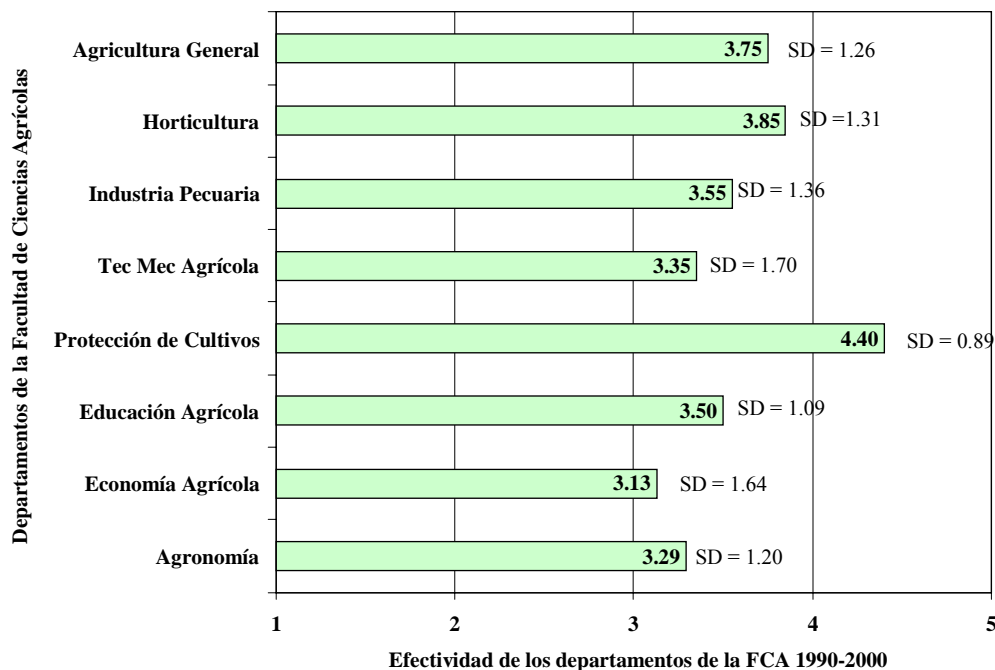 Departamentos de la Facultad de Ciencias Agrícolas
Agricultura General 3.75 SD = 1.26
Horticultura 3.85 SD =1.31
Industria Pecuaria 3.55 SD = 1.36
Tec Mec Agrícola 3.35 SD = 1.70
Protección de Cultivos 4.40 SD = 0.89
Educación Agrícola 3.50 SD = 1.09
Economía Agrícola 3.13 SD = 1.64
Agronomía 3.29 SD = 1.20
1 2 3 4 5
Efectividad de los departamentos de la FCA 1990-2000